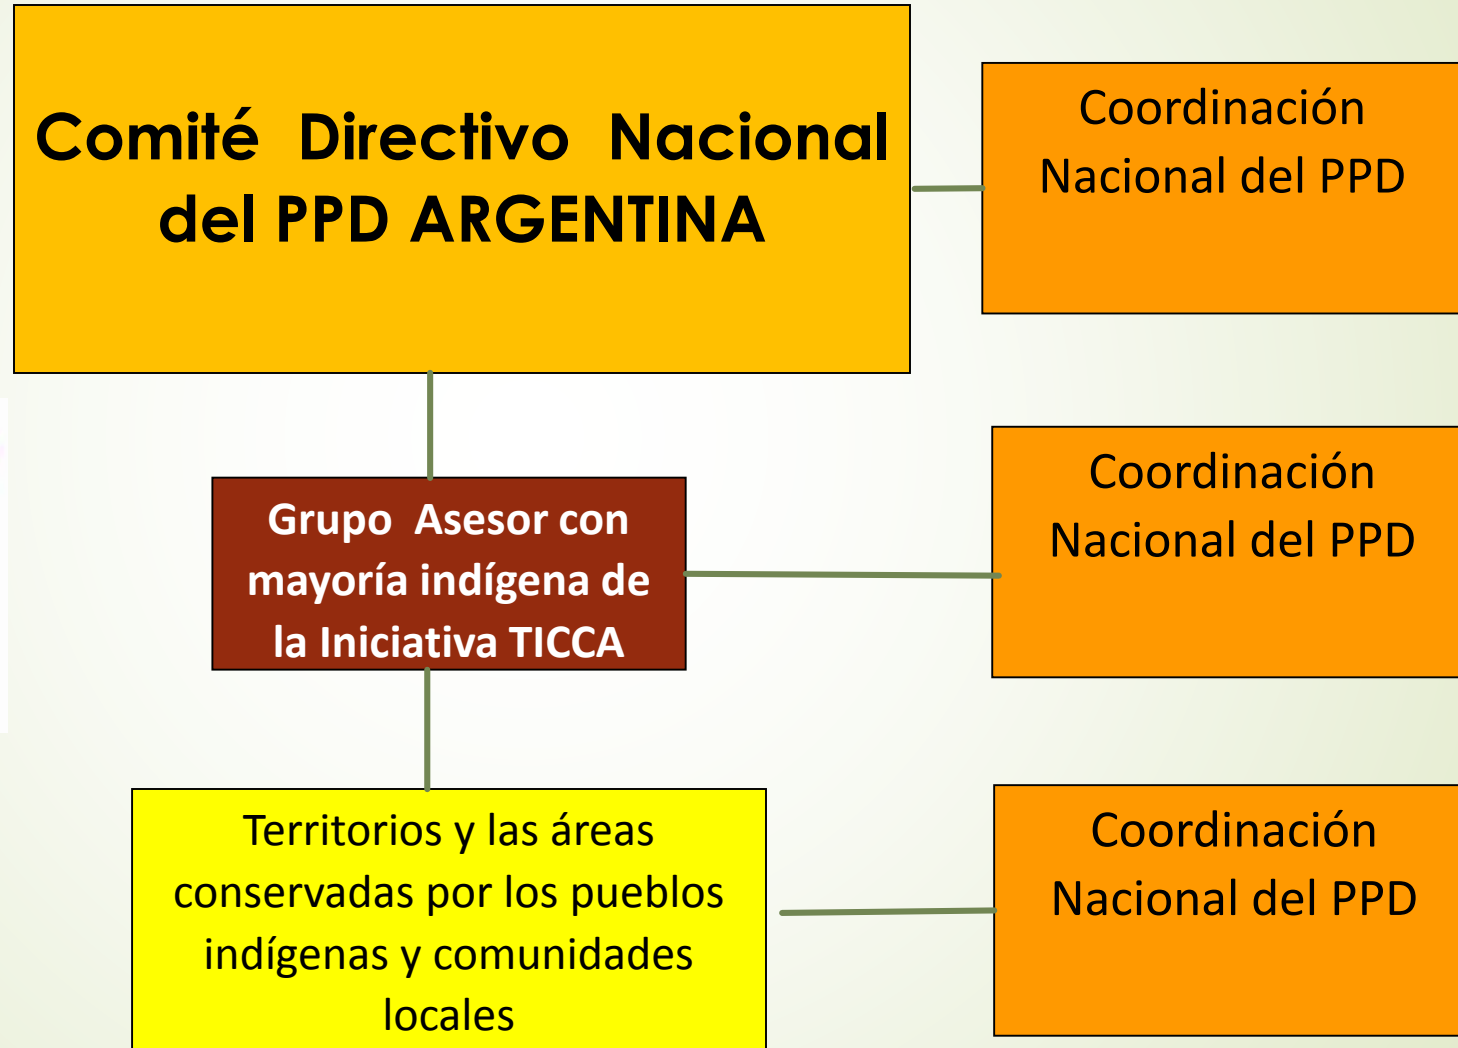 Comité Directivo Nacional
del PPD ARGENTINA
Coordinación
Nacional del PPD
Grupo Asesor con
mayoría indígena de
la Iniciativa TICCA
Coordinación
Nacional del PPD
Territorios y las áreas
conservadas por los pueblos
indígenas y comunidades
locales
Coordinación
Nacional del PPD